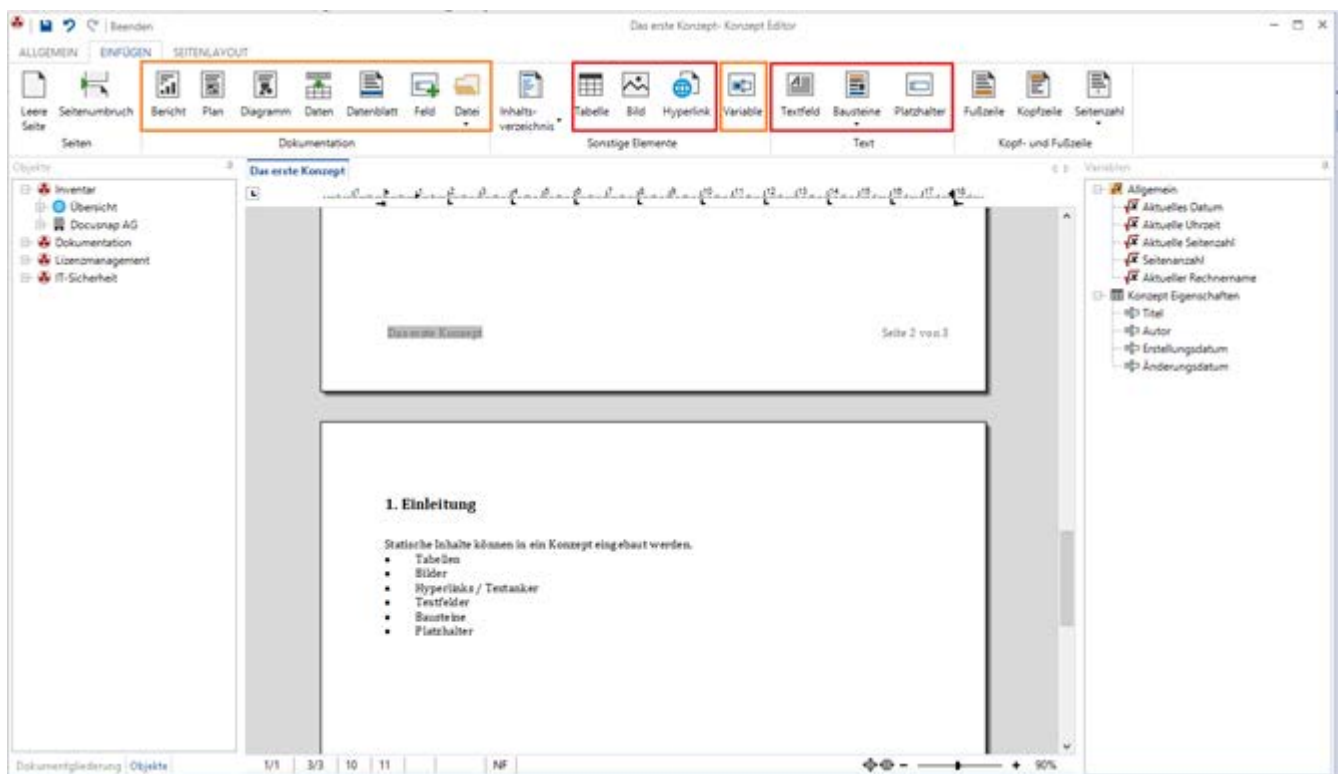 Beenden
Das erste Konzept- Konzept Editor
ALLGEMEIN EINFÜGEN SEITENLAYOUT
Leere Seite
Seitenumbruch
Bericht
Plan
Diagramm
Daten
Datenblatt
Feld
Datei
Inhalts-
verzeichnis
Tabelle
Bild
Hyperlink
Variable
Textfeld
Bausteine
Platzhalter
Fußzeile
Kopfzeile
Seitenzahl
Seiten
Dokumentation
Sonstige Elemente
Text
Kopf- und Fußzeile
Objekte
Inventar
Übersicht
Docusnap AG
Dokumentation
Lizenzmanagement
IT-Sicherheit
Das erste Konzept
Das erste Konzept
Seite 2 von 3
1. Einleitung
Statische Inhalte können in ein Konzept eingebaut werden.
• Tabellen
• Bilder
• Hyperlinks / Textanker
• Textfelder
• Bausteine
• Platzhalter
Variablen
Allgemein
Aktuelles Datum
Aktuelle Uhrzeit
Aktuelle Seitenzahl
Seitenanzahl
Aktueller Rechnername
Konzept Eigenschaften
Titel
Autor
Erstellungsdatum
Änderungsdatum
Dokumentgliederung Objekte
1/1 3/3 10 11 NF
90%